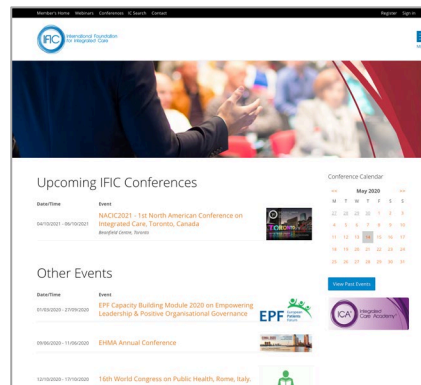 Member's Home Webinars Conferences IC Search Contact Register Sign in
IFIC International Foundation
for Integrated Care
Upcoming IFIC Conferences
Date/Time Event
04/10/2021 - 06/10/2021 NACIC2021 - 1st North American Conference on
Integrated Care, Toronto, Canada
Beanfield Centre, Toronto
TORONTO
Other Events
Date/Time Event
01/03/2020 - 27/09/2020 EPF Capacity Building Module 2020 on Empowering
Leadership & Positive Organisational Governance
EPF European
Patients
Forum
09/06/2020 - 11/06/2020 EHMA Annual Conference
12/10/2020 - 17/10/2020 16th World Congress on Public Health, Rome, Italy.
Conference Calendar
<< May 2020 >>
M T W T F S S
27 28 29 30 1 2 3
4 5 6 7 8 9 10
11 12 13 14 15 16 17
18 19 20 21 22 23 24
25 26 27 28 29 30 31
View Past Events
ICA Integrated
Care Academy